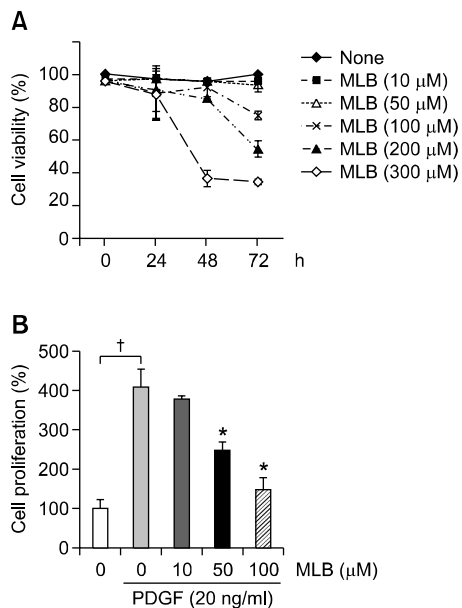 A
Cell viability (%)
120
100
80
60
40
20
0
0 24 48 72 h
None
MLB (10 μM)
MLB (50 μM)
MLB (100 μM)
MLB (200 μM)
MLB (300 μM)
B
Cell proliferation (%)
500
400
300
200
100
0
†
*
*
0 0 10 50 100 MLB (μM)
PDGF (20 ng/ml)